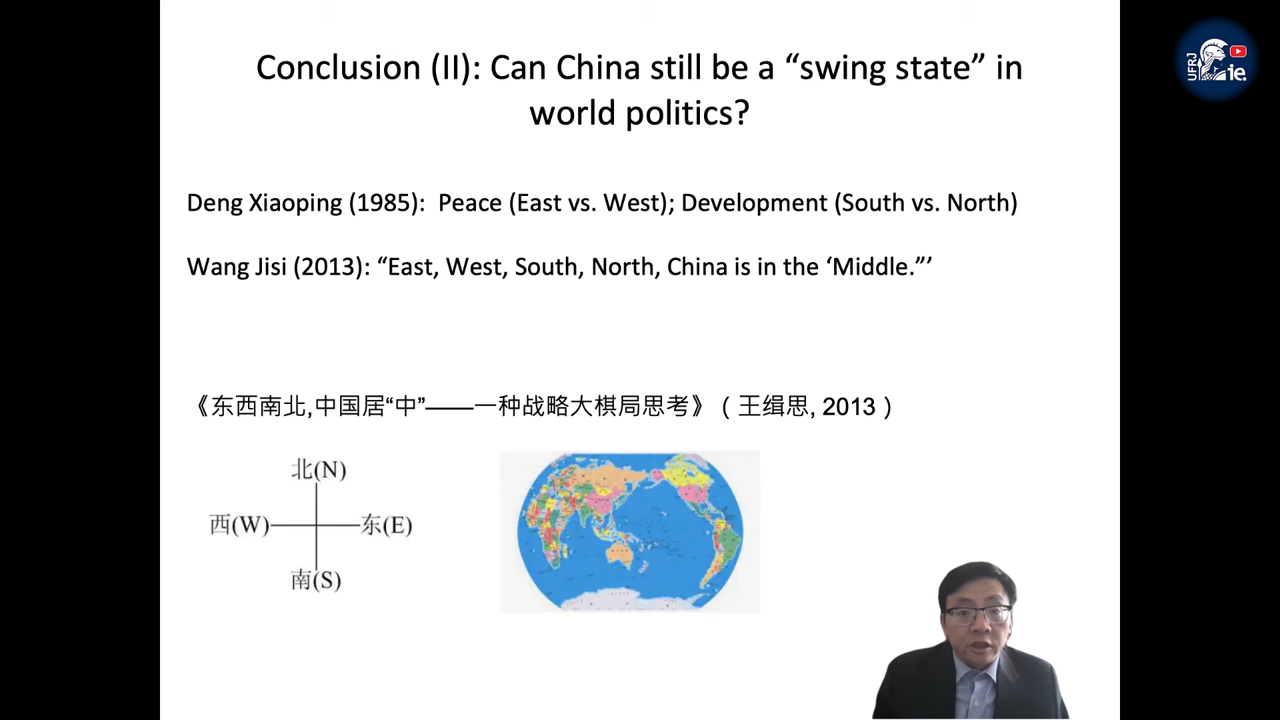 Conclusion (II): Can China still be a “swing state” in
world politics?
UFRJ
ie.
Deng Xiaoping (1985): Peace (East vs. West); Development (South vs. North)
Wang Jisi (2013): “East, West, South, North, China is in the ‘Middle.”’
《东西南北,中国居“中”——一种战略大棋局思考》（王缉思, 2013）
北(N)
西(W)
东(E)
南(S)